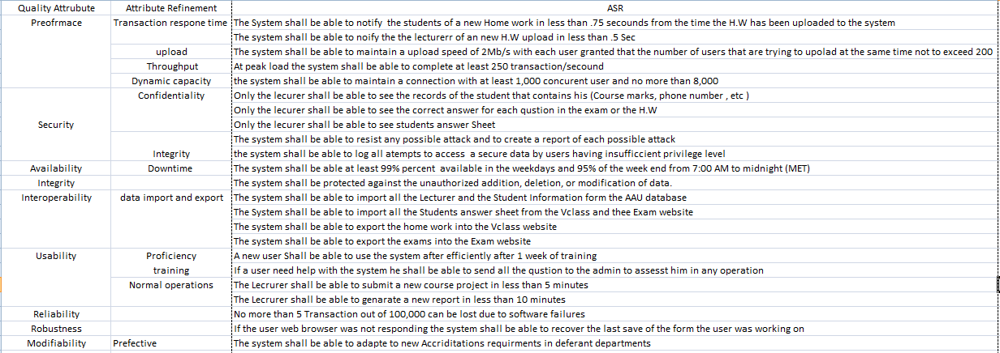 Quality Attrubute Attribute Refinement ASR
Preofrmace Transaction respone time The System shall be able to notify the students of a new Home work in less than .75 secounds from the time the H.W has been uploaded to the system
The system shall be able to noify the the lecturerr of an new H.W upload in less than .5 Sec
upload The system shall be able to maintain a upload speed of 2Mb/s with each user granted that the number of users that are trying to upolad at the same time not to exceed 200
Throughput At peak load the system shall be able to complete at least 250 transaction/secound
Dynamic capacity the system shall be able to maintain a connection with at least 1,000 concurent user and no more than 8,000
Confidentiality Only the lecurer shall be able to see the records of the student that contains his (Course marks, phone number , etc )
Only the lecurer shall be able to see the correct answer for each qustion in the exam or the H.W
Security Only the lecurer shall be able to see students answer Sheet
The system shall be able to resist any possible attack and to create a report of each possible attack
Integrity the system shall be able to log all atempts to access a secure data by users having insufficcient privilege level
Availability Downtime The system shall be able at least 99% percent available in the weekdays and 95% of the week end from 7:00 AM to midnight (MET)
Integrity The system shall be protected against the unauthorized addition, deletion, or modification of data.
Interoperability data import and export The system shall be able to import all the Lecturer and the Student Information form the AAU database
The System shall be able to import all the Students answer sheet from the Vclass and thee Exam website
The system shall be able to export the home work into the Vclass website
The system shall be able to export the exams into the Exam website
Usability Proficiency A new user Shall be able to use the system after efficiently after 1 week of training
training If a user need help with the system he shall be able to send all the qustion to the admin to assesst him in any operation
Normal operations The Lecrurer shall be able to submit a new course project in less than 5 minutes
The Lecrurer shall be able to genarate a new report in less than 10 minutes
Reliability No more than 5 Transaction out of 100,000 can be lost due to software failures
Robustness If the user web browser was not responding the system shall be able to recover the last save of the form the user was working on
Modifiability Prefective The system shall be able to adapte to new Accriditations requirments in deferant departments